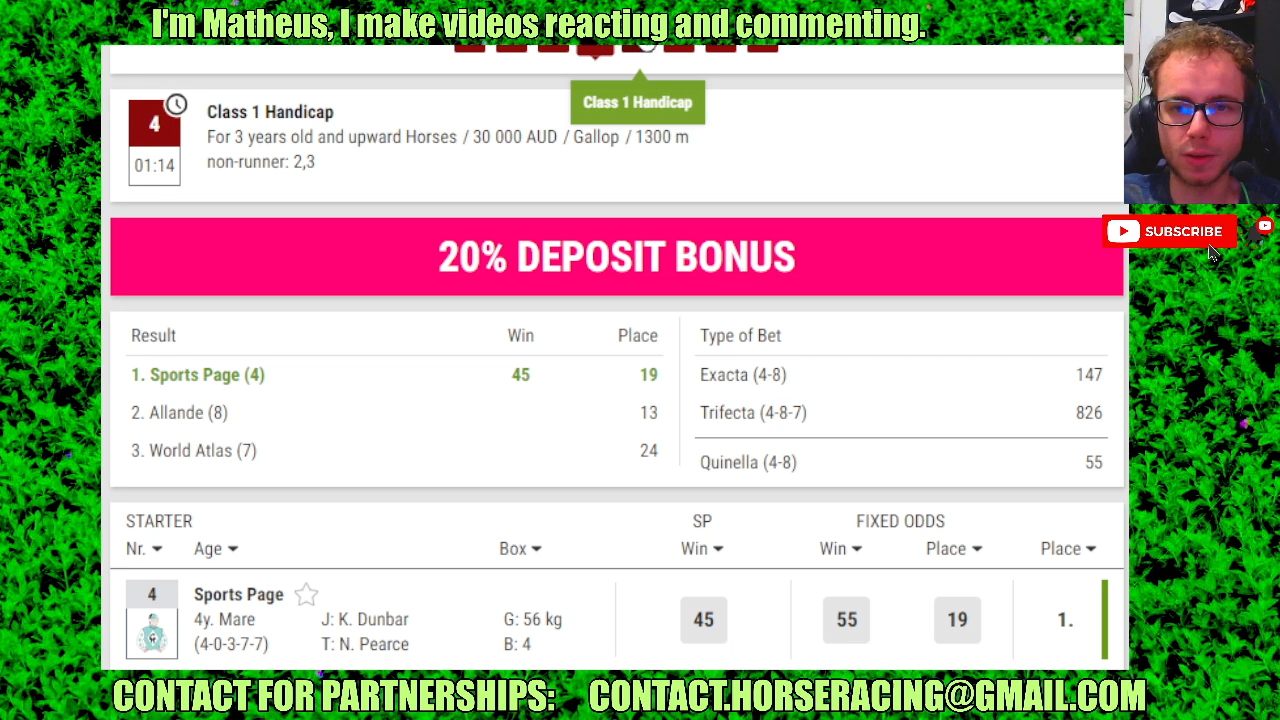 I'm Matheus, I make videos reacting and commenting.
Class 1 Handicap
4
Class 1 Handicap
For 3 years old and upward Horses / 30 000 AUD / Gallop / 1300 m
01:14
non-runner: 2,3
SUBSCRIBE
20% DEPOSIT BONUS
Result Win Place Type of Bet
1. Sports Page (4) 45 19 Exacta (4-8) 147
2. Allande (8) 13 Trifecta (4-8-7) 826
3. World Atlas (7) 24 Quinella (4-8) 55
STARTER SP FIXED ODDS
Nr. Age Box Win Win Place Place
4 Sports Page
4y. Mare J: K. Dunbar G: 56 kg 45 55 19 1.
(4-0-3-7-7) T: N. Pearce B: 4
CONTACT FOR PARTNERSHIPS: CONTACT.HORSERACING@GMAIL.COM